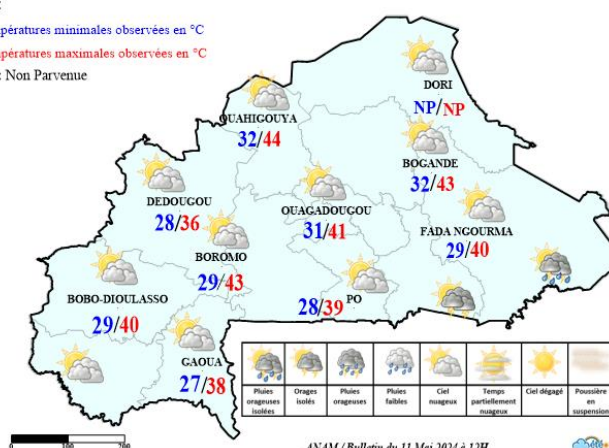 pératures minimales observées en °C
pératures maximales observées en °C
: Non Parvenue
DORI
NP/NP
OUAHIGOUYA
32/44
BOGANDE
32/43
DEDOUGOU
28/36
OUAGADOUGOU
31/41
FADA NGOURMA
29/40
BOROMO
29/43
BOBO-DIOULASSO
29/40
PO
28/39
GAOUA
27/38
Pluies orageuses isolées
Orages isolés
Pluies orageuses
Pluies faibles
Ciel nuageux
Temps partiellement nuageux
Ciel dégagé
Poussière en suspension
0 100 200
ANAM / Bulletin du 11 Mai 2024 à 12H